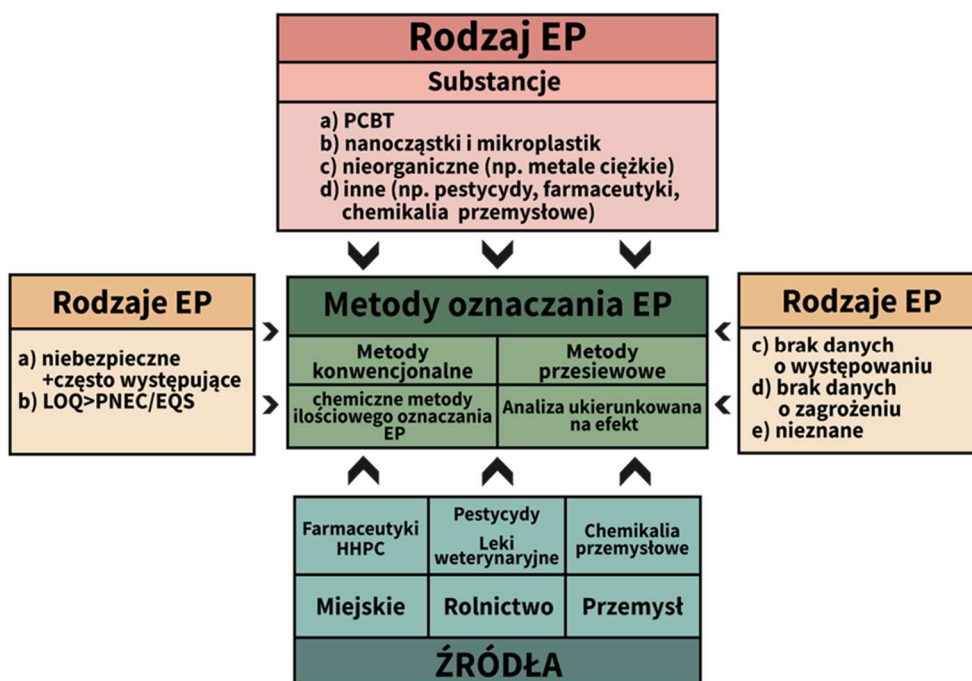 Rodzaj EP
Substancje
a) PCBT
b) nanocząstki i mikroplastik
c) nieorganiczne (np. metale ciężkie)
d) inne (np. pestycydy, farmaceutyki,
chemikalia przemysłowe)
Rodzaje EP
a) niebezpieczne
+często występujące
b) LOQ>PNEC/EQS
Metody oznaczania EP
Metody
konwencjonalne
Metody
przesiewowe
chemiczne metody
ilościowego oznaczania
EP
Analiza ukierunkowana
na efekt
Rodzaje EP
c) brak danych
o występowaniu
d) brak danych
o zagrożeniu
e) nieznane
Farmaceutyki
HHPC
Pestycydy
Leki
weterynaryjne
Chemikalia
przemysłowe
Miejskie
Rolnictwo
Przemysł
ŹRÓDŁA